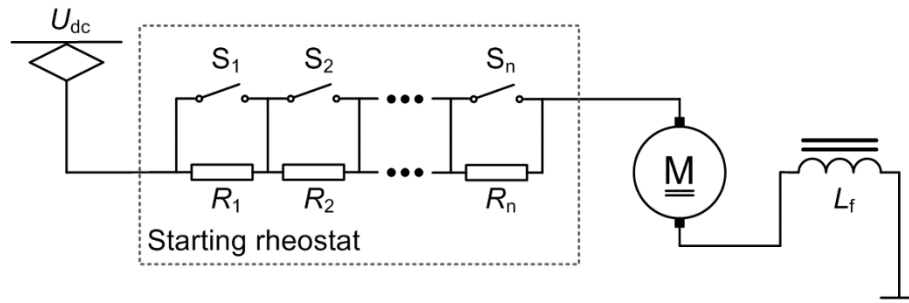 U_dc
S_1 S_2 S_n
R_1 R_2 R_n
M
L_f
Starting rheostat